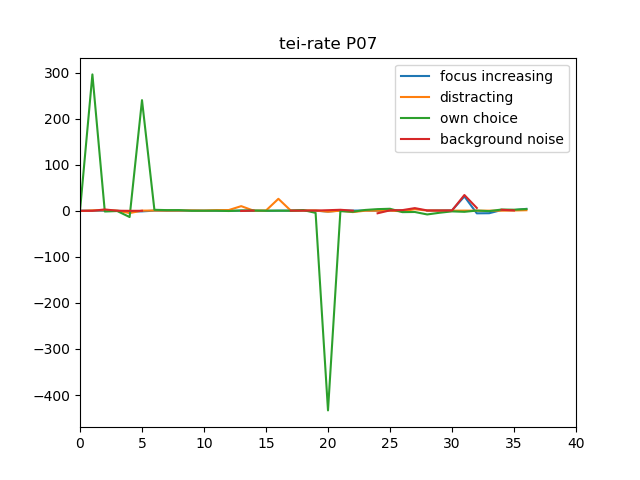 tei-rate P07
focus increasing
distracting
own choice
background noise
300
200
100
0
−100
−200
−300
−400
0 5 10 15 20 25 30 35 40